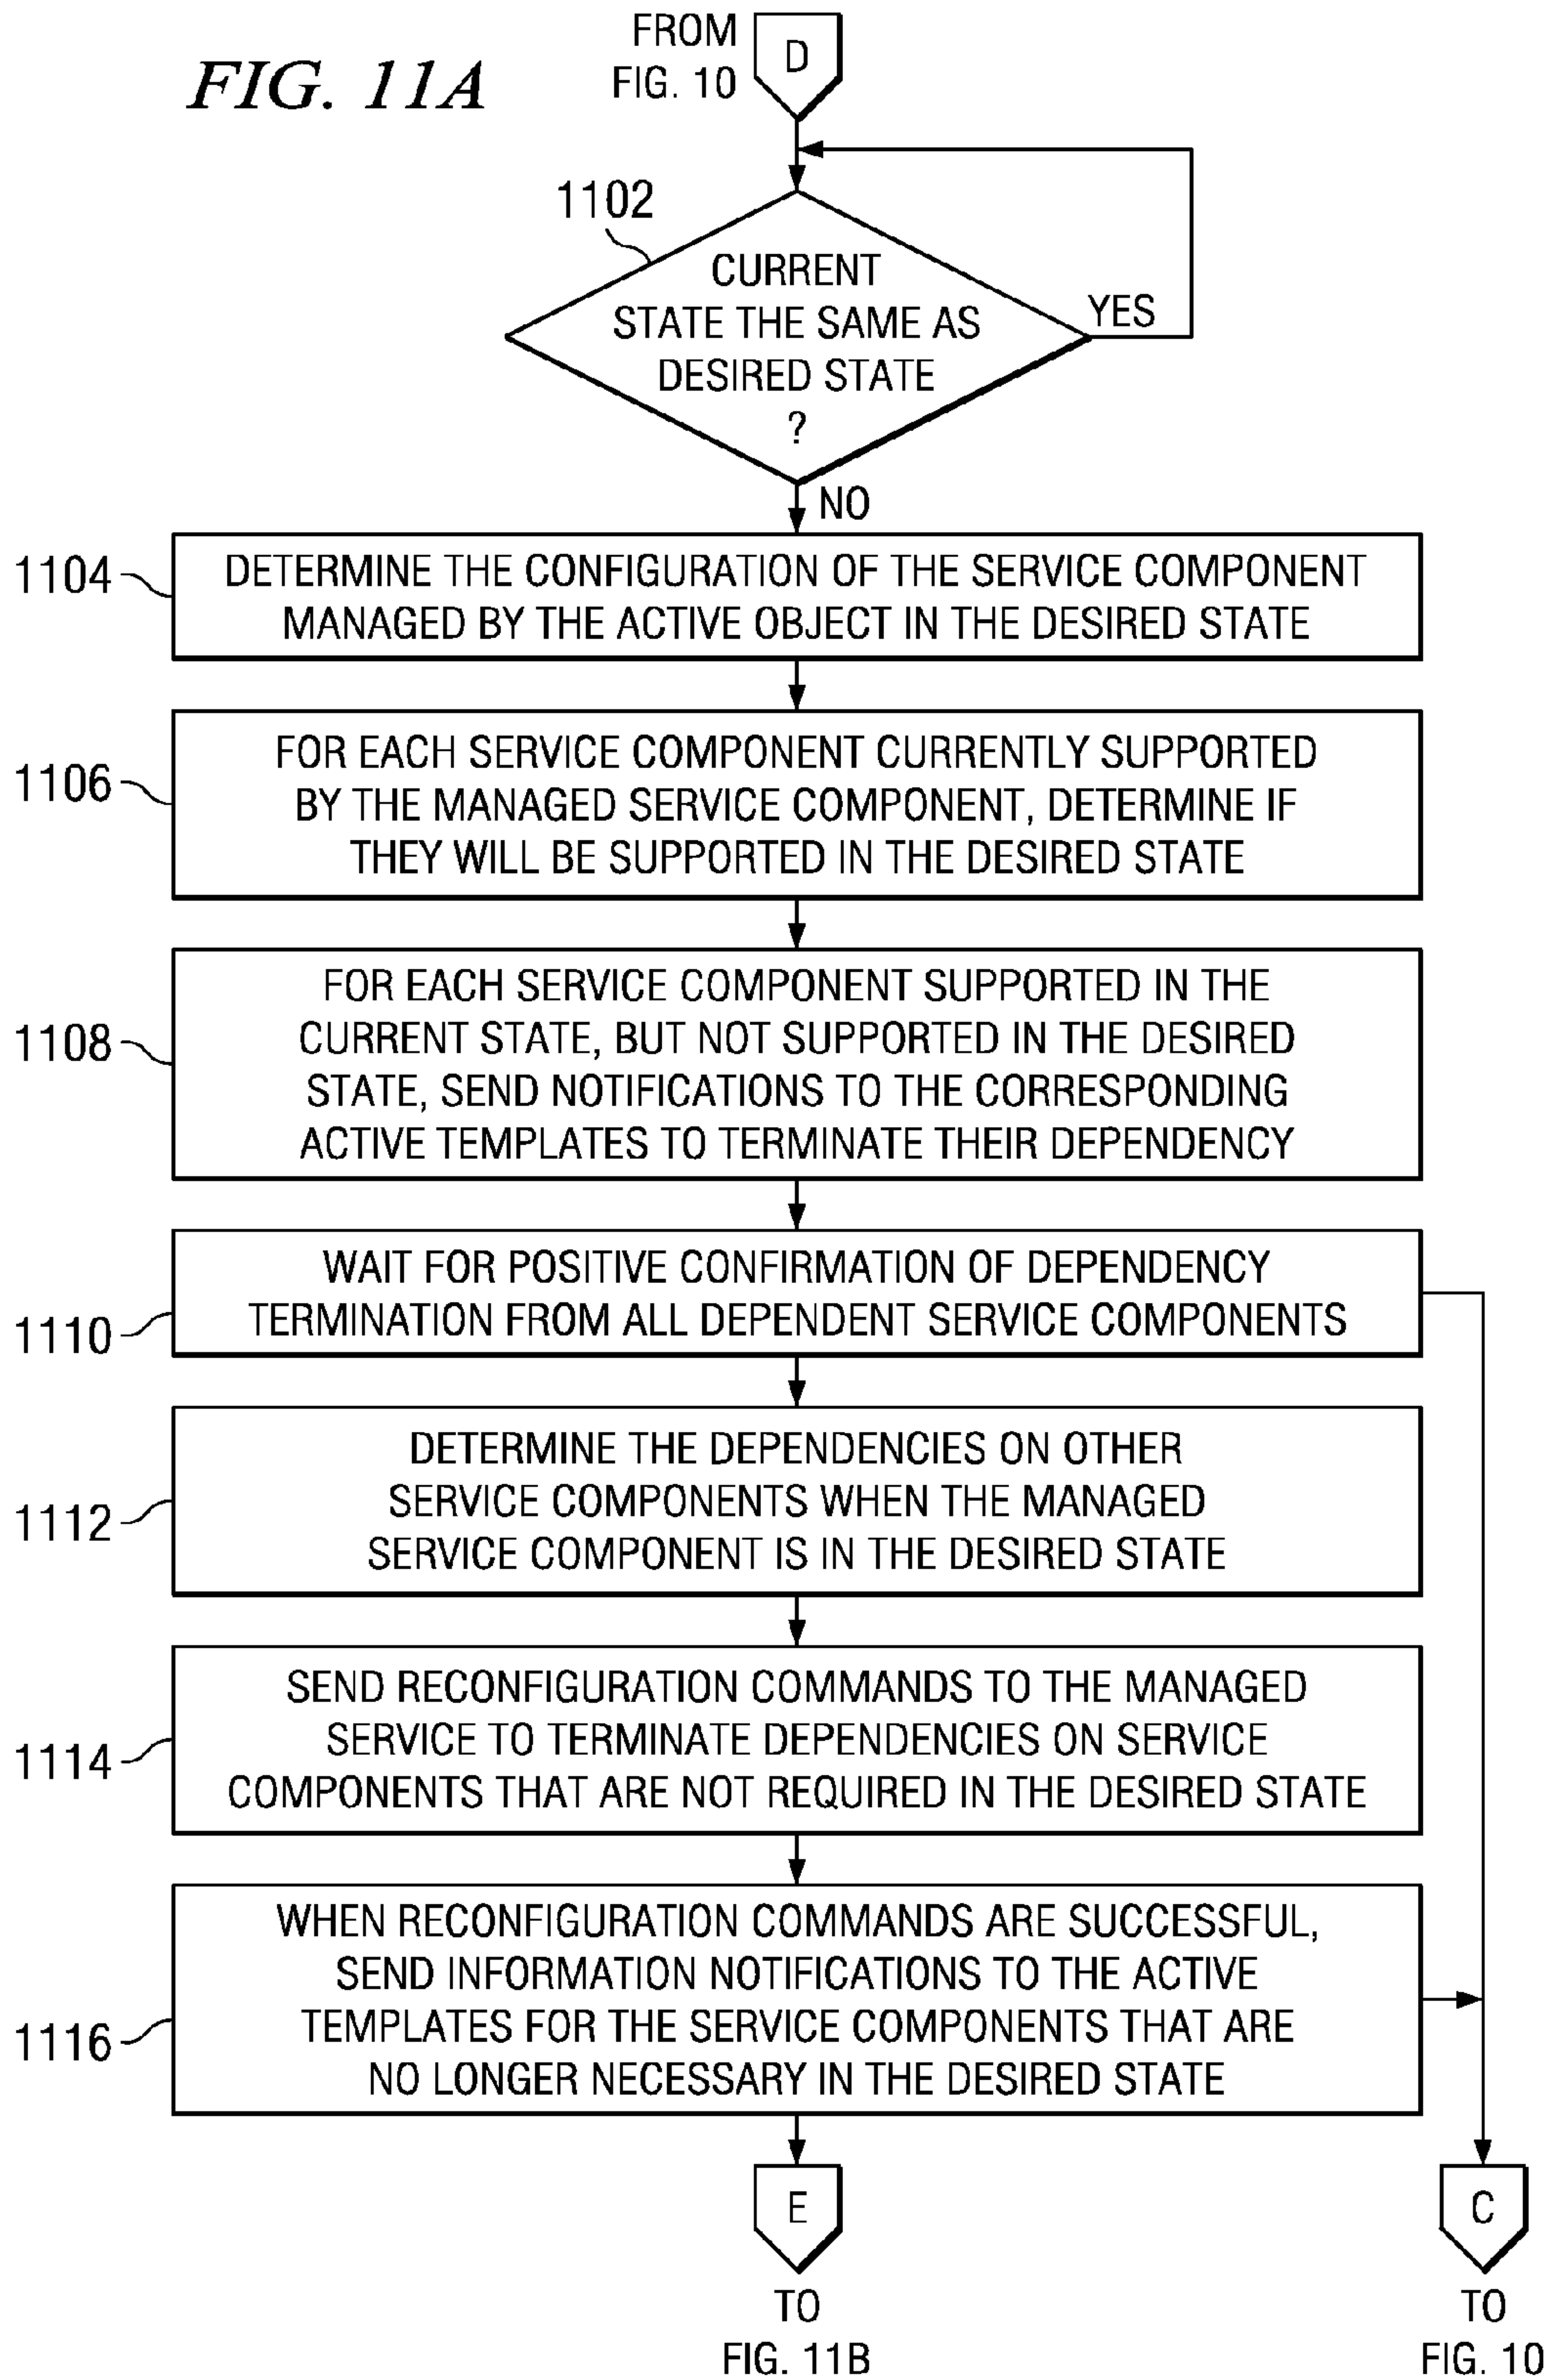 FIG. 11A
FROM
FIG. 10
D
1102
CURRENT
STATE THE SAME AS
DESIRED STATE
?
YES
NO
1104
DETERMINE THE CONFIGURATION OF THE SERVICE COMPONENT
MANAGED BY THE ACTIVE OBJECT IN THE DESIRED STATE
1106
FOR EACH SERVICE COMPONENT CURRENTLY SUPPORTED
BY THE MANAGED SERVICE COMPONENT, DETERMINE IF
THEY WILL BE SUPPORTED IN THE DESIRED STATE
1108
FOR EACH SERVICE COMPONENT SUPPORTED IN THE
CURRENT STATE, BUT NOT SUPPORTED IN THE DESIRED
STATE, SEND NOTIFICATIONS TO THE CORRESPONDING
ACTIVE TEMPLATES TO TERMINATE THEIR DEPENDENCY
1110
WAIT FOR POSITIVE CONFIRMATION OF DEPENDENCY
TERMINATION FROM ALL DEPENDENT SERVICE COMPONENTS
1112
DETERMINE THE DEPENDENCIES ON OTHER
SERVICE COMPONENTS WHEN THE MANAGED
SERVICE COMPONENT IS IN THE DESIRED STATE
1114
SEND RECONFIGURATION COMMANDS TO THE MANAGED
SERVICE TO TERMINATE DEPENDENCIES ON SERVICE
COMPONENTS THAT ARE NOT REQUIRED IN THE DESIRED STATE
1116
WHEN RECONFIGURATION COMMANDS ARE SUCCESSFUL,
SEND INFORMATION NOTIFICATIONS TO THE ACTIVE
TEMPLATES FOR THE SERVICE COMPONENTS THAT ARE
NO LONGER NECESSARY IN THE DESIRED STATE
E
TO
FIG. 11B
C
TO
FIG. 10